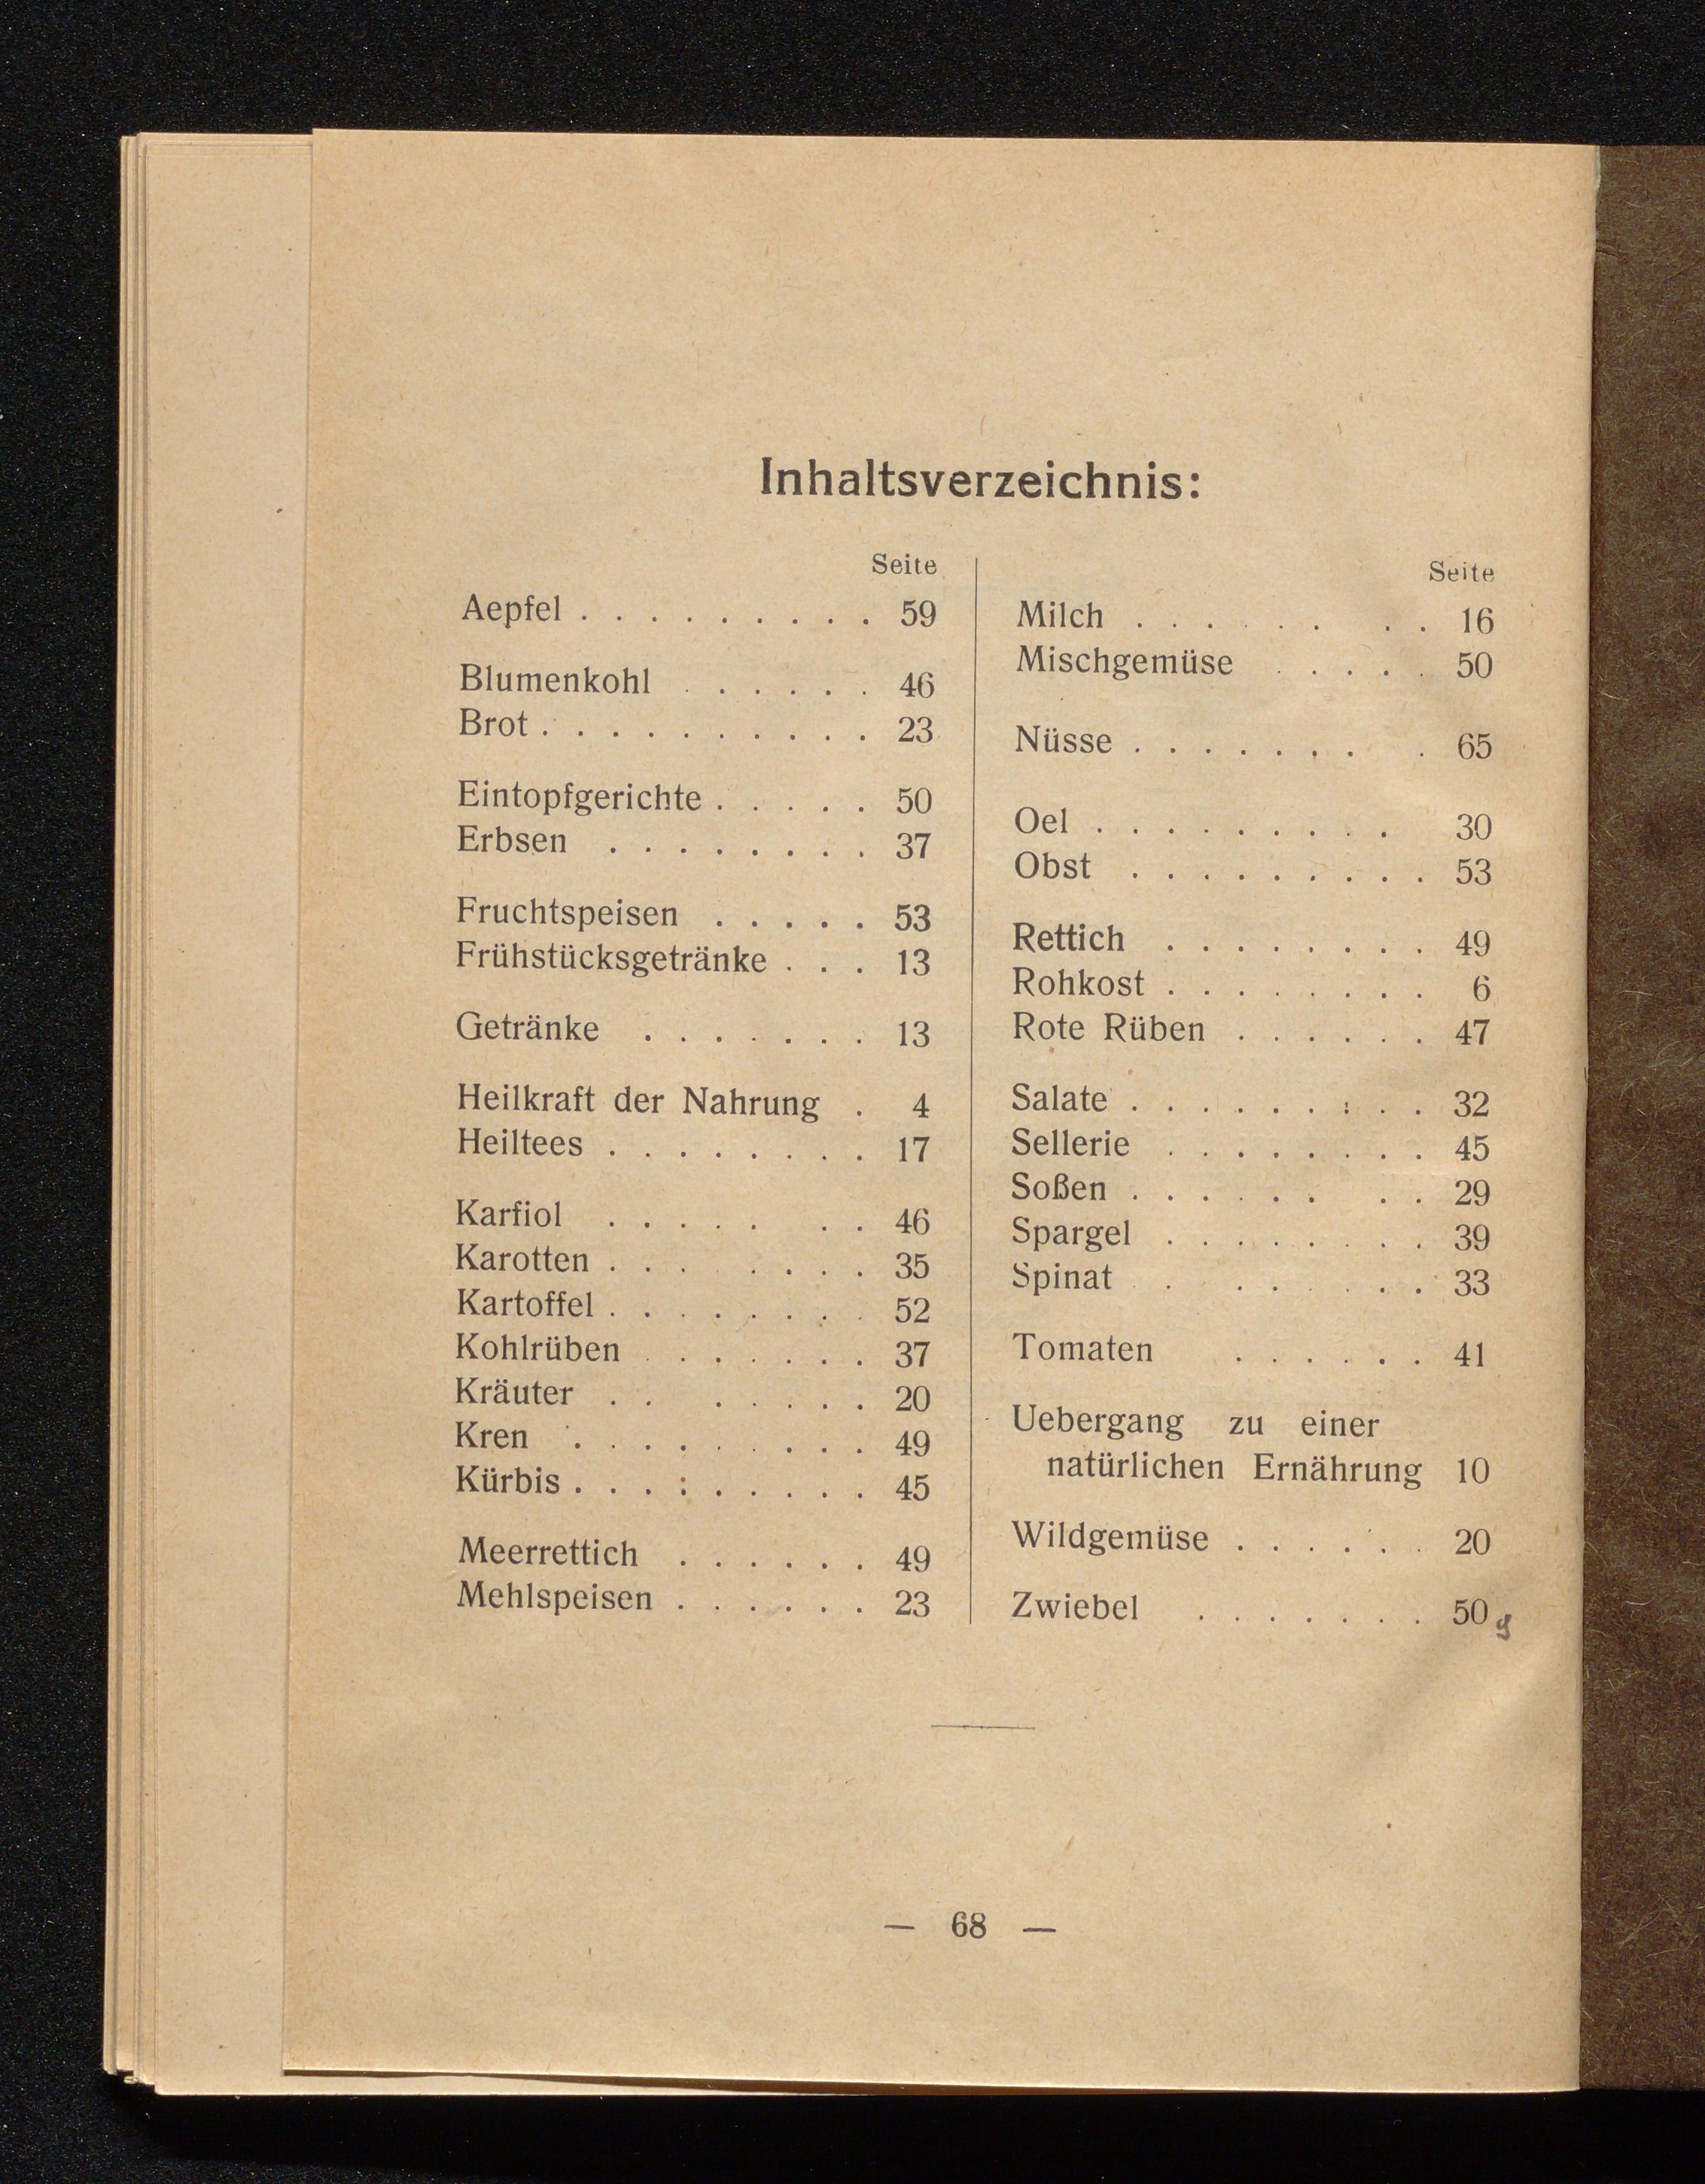 Inhaltsverzeichnis:
Seite
Aepfel . . . . . . . . . 59
Blumenkohl . . . . . . 46
Brot . . . . . . . . . . 23
Eintopfgerichte . . . . . 50
Erbsen . . . . . . . . 37
Fruchtspeisen . . . . . 53
Frühstücksgetränke . . . 13
Getränke . . . . . . . 13
Heilkraft der Nahrung . 4
Heiltees . . . . . . . . 17
Karfiol . . . . . . . 46
Karotten . . . . . . . 35
Kartoffel . . . . . . . . 52
Kohlrüben . . . . . . . 37
Kräuter . . . . . . . 20
Kren . . . . . . . . . 49
Kürbis . . . : . . . . . 45
Meerrettich . . . . . . 49
Mehlspeisen . . . . . . 23
Seite
Milch . . . . . . . . 16
Mischgemüse . . . . . 50
Nüsse . . . . . . . . 65
Oel . . . . . . . . . 30
Obst . . . . . . . . . 53
Rettich . . . . . . . . 49
Rohkost . . . . . . . . 6
Rote Rüben . . . . . . 47
Salate . . . . . . : . . 32
Sellerie . . . . . . . . 45
Soßen . . . . . . . . 29
Spargel . . . . . . . . 39
Spinat . . . . . . . . 33
Tomaten . . . . . . 41
Uebergang zu einer
natürlichen Ernährung 10
Wildgemüse . . . . . . 20
Zwiebel . . . . . . . 50
— 68 —